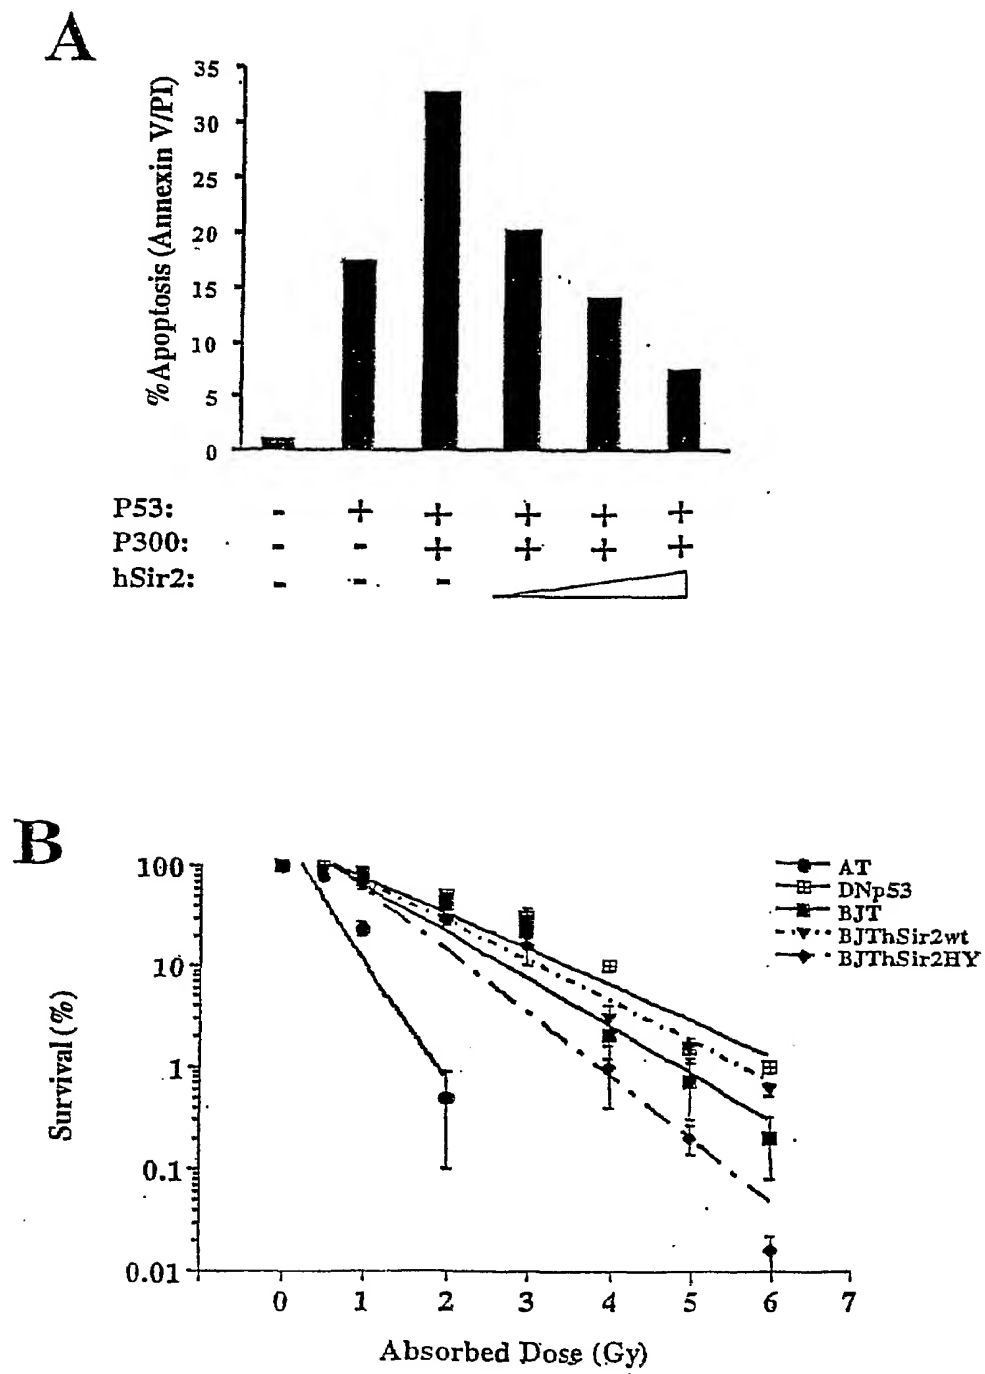 A
%Apoptosis (Annexin V/PI)
35
30
25
20
15
10
5
0
P53: - + + + + +
P300: - - + + + +
hSir2: - - -
B
Survival (%)
100
10
1
0.1
0.01
0 1 2 3 4 5 6 7
Absorbed Dose (Gy)
AT
DNp53
BJT
BJThSir2wt
BJThSir2HY